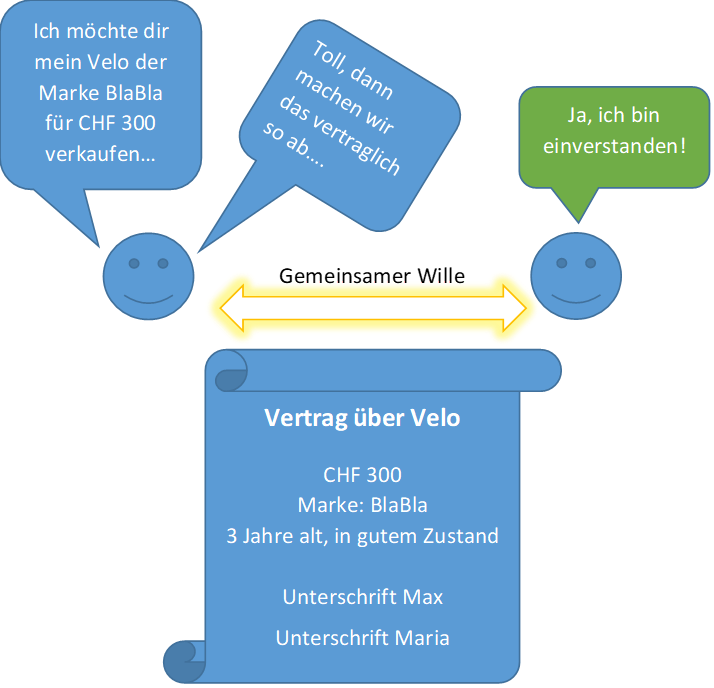 Ich möchte dir
mein Velo der
Marke BlaBla
für CHF 300
verkaufen...
Toll, dann
machen wir
das vertraglich
so ab....
Ja, ich bin
einverstanden!
Gemeinsamer Wille
Vertrag über Velo
CHF 300
Marke: BlaBla
3 Jahre alt, in gutem Zustand
Unterschrift Max
Unterschrift Maria